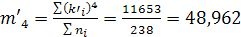 m′₄ = ∑(k′ᵢ)⁴ / ∑ nᵢ = 11653 / 238 = 48,962